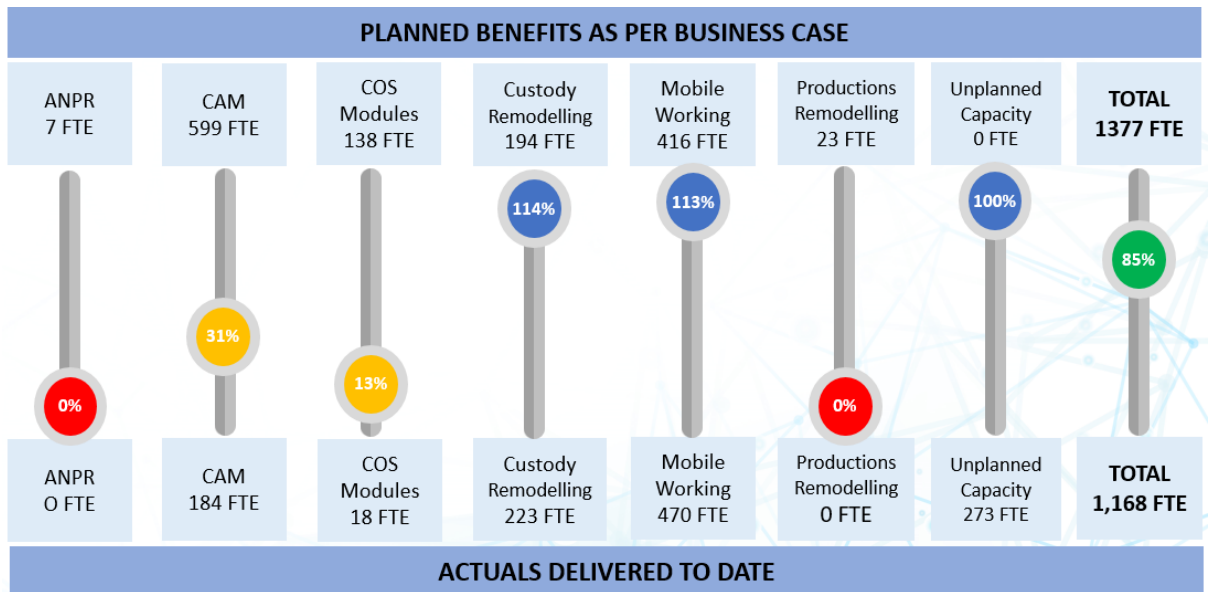 PLANNED BENEFITS AS PER BUSINESS CASE
ANPR
7 FTE
CAM
599 FTE
COS
Modules
138 FTE
Custody
Remodelling
194 FTE
Mobile
Working
416 FTE
Productions
Remodelling
23 FTE
Unplanned
Capacity
0 FTE
TOTAL
1377 FTE
0%
31%
13%
114%
113%
0%
100%
85%
ANPR
O FTE
CAM
184 FTE
COS
Modules
18 FTE
Custody
Remodelling
223 FTE
Mobile
Working
470 FTE
Productions
Remodelling
0 FTE
Unplanned
Capacity
273 FTE
TOTAL
1,168 FTE
ACTUALS DELIVERED TO DATE